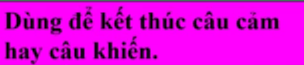 Dùng để kết thúc câu cảm
hay câu khiến.